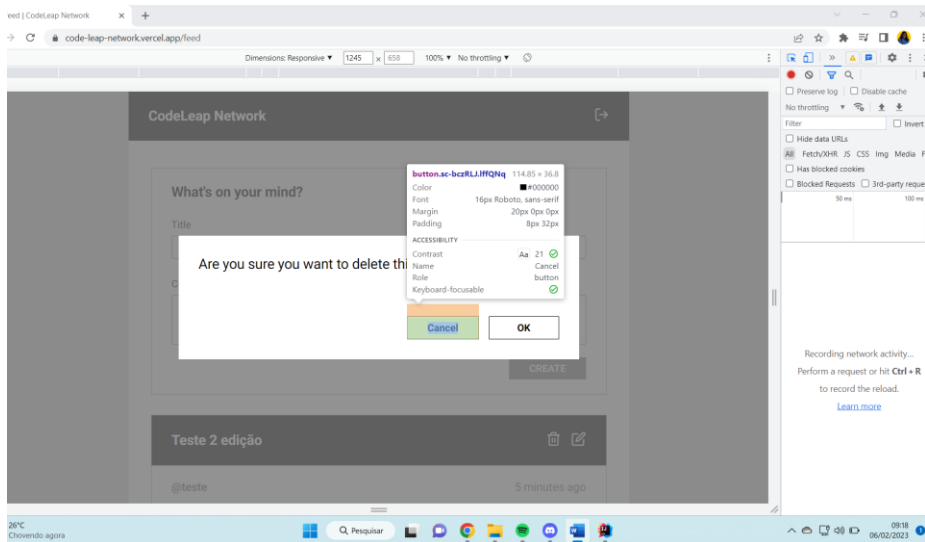 eed | CodeLeap Network
code-leap-network.vercel.app/feed
Dimensions: Responsive ▼ 1245 x 658 100% ▼ No throttling ▼
Preserve log Disable cache
No throttling ▼
Filter Invert
Hide data URLs
All Fetch/XHR JS CSS Img Media F
Has blocked cookies
Blocked Requests 3rd-party reque
50 ms 100 ms
CodeLeap Network
What's on your mind?
Title
button.sc-bczRLJ.lffQNq 114.85 × 36.8
Color #000000
Font 16px Roboto, sans-serif
Margin 20px 0px 0px
Padding 8px 32px
ACCESSIBILITY
Contrast Aa 21
Name Cancel
Role button
Keyboard-focusable
Are you sure you want to delete thi
C
Cancel OK
CREATE
Teste 2 edição
@teste 5 minutes ago
Recording network activity...
Perform a request or hit Ctrl + R
to record the reload.
Learn more
26°C
Chovendo agora
Pesquisar
09:18
06/02/2023